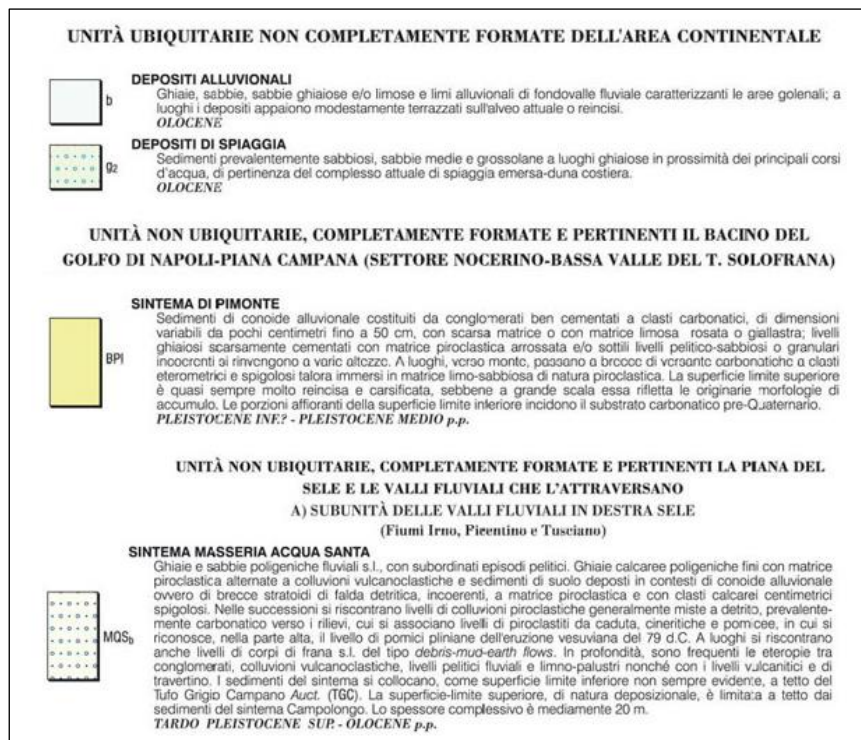 UNITÀ UBIQUITARIE NON COMPLETAMENTE FORMATE DELL'AREA CONTINENTALE
DEPOSITI ALLUVIONALI
Ghiaie, sabbie, sabbie ghiaiose e/o limose e limi alluvionali di fondovalle fluviale caratterizzanti le aree golenali; a
luoghi i depositi appaiono modestamente terrazzati sull'alveo attuale o reincisi.
OLOCENE
b
DEPOSITI DI SPIAGGIA
Sedimenti prevalentemente sabbiosi, sabbie medie e grossolane a luoghi ghiaiose in prossimità dei principali corsi
d'acqua, di pertinenza del complesso attuale di spiaggia emersa-duna costiera.
OLOCENE
g2
UNITÀ NON UBIQUITARIE, COMPLETAMENTE FORMATE E PERTINENTI IL BACINO DEL
GOLFO DI NAPOLI-PIANA CAMPANA (SETTORE NOCERINO-BASSA VALLE DEL T. SOLOFRANA)
SINTEMA DI PIMONTE
Sedimenti di conoide alluvionale costituiti da conglomerati ben cementati a clasti carbonatici, di dimensioni
variabili da pochi centimetri fino a 50 cm, con scarsa matrice o con matrice limosa rosata o giallastra; livelli
ghiaiosi scarsamente cementati con matrice piroclastica arrossata e/o sottili livelli pelitico-sabbiosi o granulari
incoerenti si rinvengono a varie altezze. A luoghi, verso monte, passano a brecce di versante carbonatiche a clasti
eterometrici e spigolosi talora immersi in matrice limo-sabbiosa di natura piroclastica. La superficie limite superiore
è quasi sempre molto reincisa e carsificata, sebbene a grande scala essa rifletta le originarie morfologie di
accumulo. Le porzioni affioranti della superficie limite inferiore incidono il substrato carbonatico pre-Quaternario.
PLEISTOCENE INF.? - PLEISTOCENE MEDIO p.p.
BPI
UNITÀ NON UBIQUITARIE, COMPLETAMENTE FORMATE E PERTINENTI LA PIANA DEL
SELE E LE VALLI FLUVIALI CHE L'ATTRAVERSANO
A) SUBUNITÀ DELLE VALLI FLUVIALI IN DESTRA SELE
(Fiumi Irno, Picentino e Tusciano)
SINTEMA MASSERIA ACQUA SANTA
Ghiaie e sabbie poligeniche fluviali s.l., con subordinati episodi pelitici. Ghiaie calcaree poligeniche fini con matrice
piroclastica alternate a colluvioni vulcanoclastiche e sedimenti di suolo deposti in contesti di conoide alluvionale
ovvero di brecce stratoidi di falda detritica, incoerenti, a matrice piroclastica e con clasti calcarei centimetrici
spigolosi. Nelle successioni si riscontrano livelli di colluvioni piroclastiche generalmente miste a detrito, prevalente-
mente carbonatico verso i rilievi, cui si associano livelli di piroclastiti da caduta, cineritiche e pomicee, in cui si
riconosce, nella parte alta, il livello di pomici pliniane dell'eruzione vesuviana del 79 d.C. A luoghi si riscontrano
anche livelli di corpi di frana s.l. del tipo debris-mud-earth flows. In profondità, sono frequenti le eteropie tra
conglomerati, colluvioni vulcanoclastiche, livelli pelitici fluviali e limno-palustri nonché con i livelli vulcanitici e di
travertino. I sedimenti del sistema si collocano, come superficie limite inferiore non sempre evidente, a tetto del
Tufo Grigio Campano Auct. (TGC). La superficie-limite superiore, di natura deposizionale, è limitata a tetto dai
sedimenti del sistema Campolongo. Lo spessore complessivo è mediamente 20 m.
TARDO PLEISTOCENE SUP. - OLOCENE p.p.
MQSb